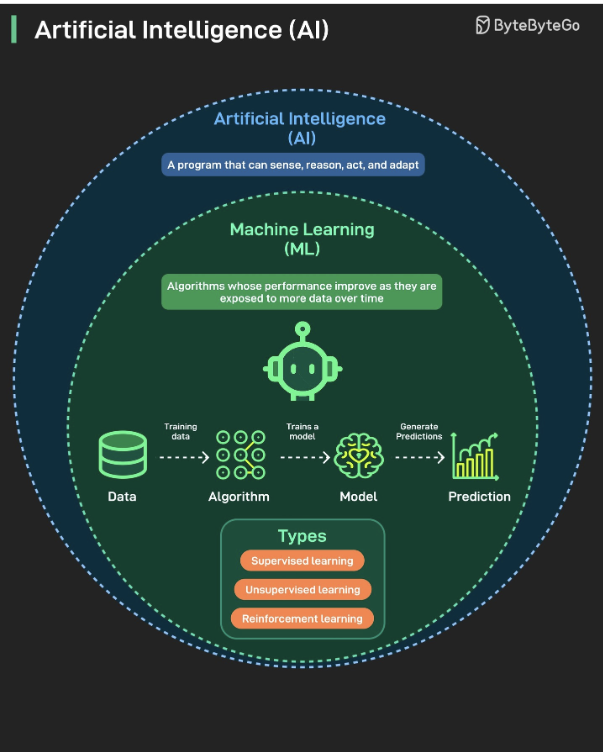 Artificial Intelligence (AI)
ByteByteGo
Artificial Intelligence
(AI)
A program that can sense, reason, act, and adapt
Machine Learning
(ML)
Algorithms whose performance improve as they are
exposed to more data over time
Training
data
Trains a
model
Generate
Predictions
Data
Algorithm
Model
Prediction
Types
Supervised learning
Unsupervised learning
Reinforcement learning